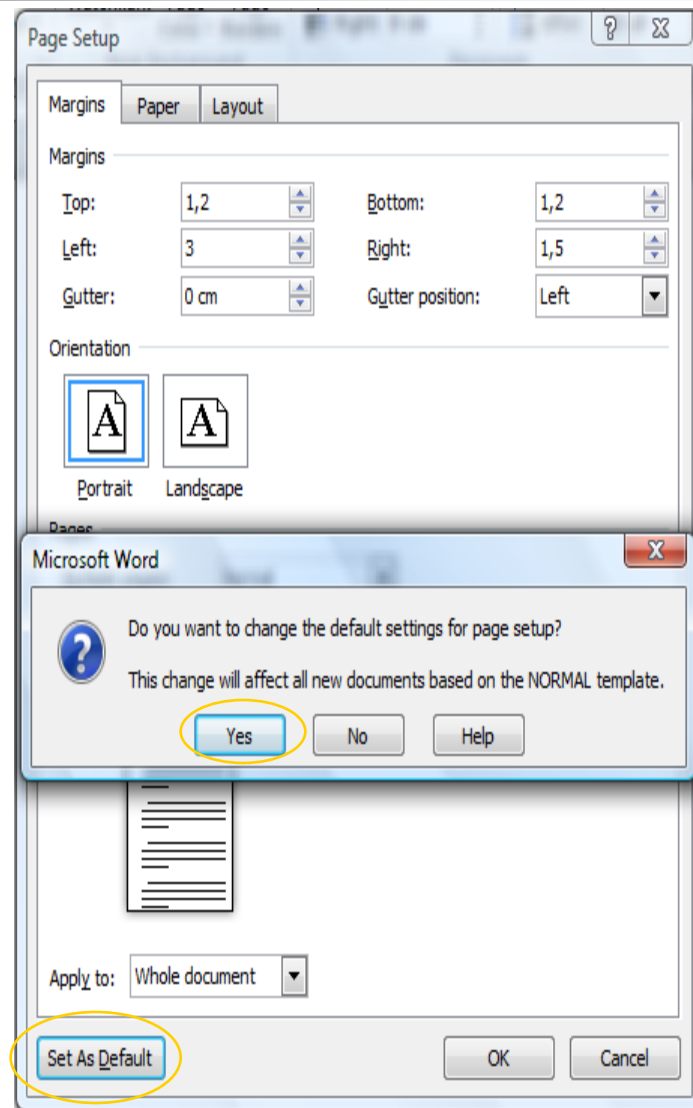 Page Setup
Margins Paper Layout
Margins
Top: 1,2 Bottom: 1,2
Left: 3 Right: 1,5
Gutter: 0 cm Gutter position: Left
Orientation
A A
Portrait Landscape
Pages
Microsoft Word
Do you want to change the default settings for page setup?
This change will affect all new documents based on the NORMAL template.
Yes No Help
Apply to: Whole document
Set As Default OK Cancel